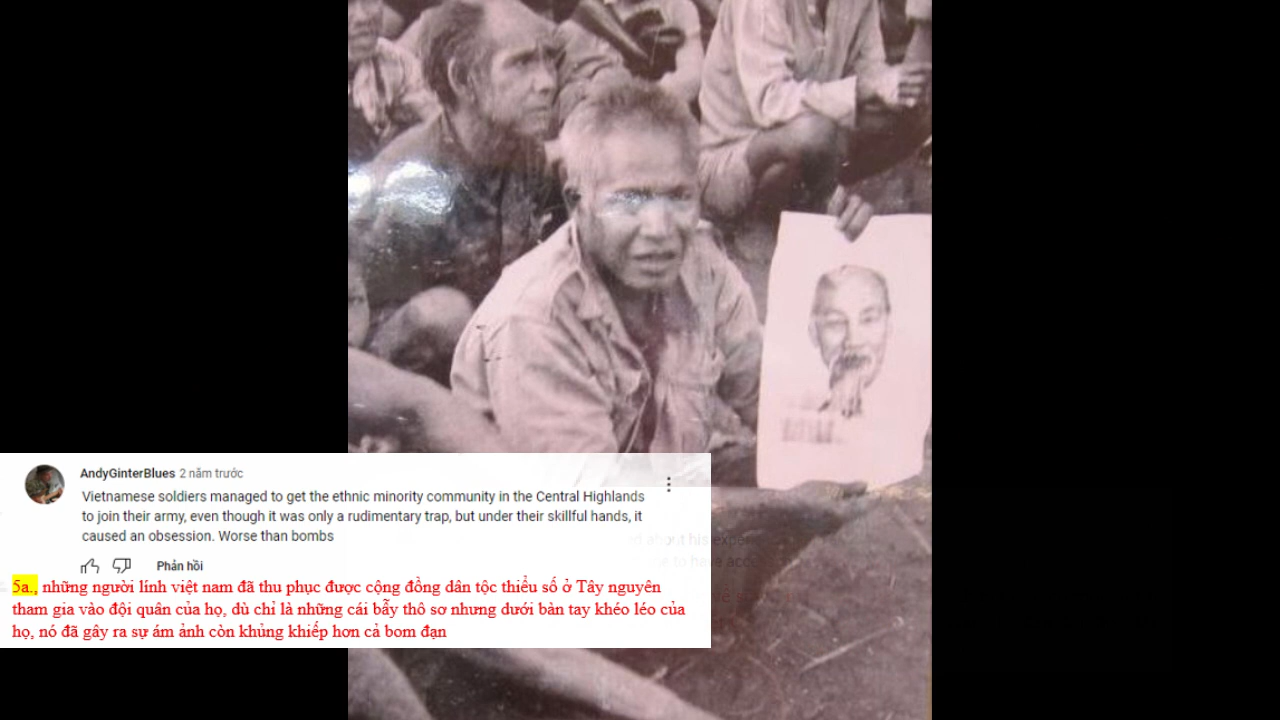 AndyGinterBlues 2 năm trước
Vietnamese soldiers managed to get the ethnic minority community in the Central Highlands
to join their army, even though it was only a rudimentary trap, but under their skillful hands, it
caused an obsession. Worse than bombs
Phản hồi
5a., những người lính việt nam đã thu phục được cộng đồng dân tộc thiểu số ở Tây nguyên
tham gia vào đội quân của họ, dù chỉ là những cái bẫy thô sơ nhưng dưới bàn tay khéo léo của
họ, nó đã gây ra sự ám ảnh còn khủng khiếp hơn cả bom đạn